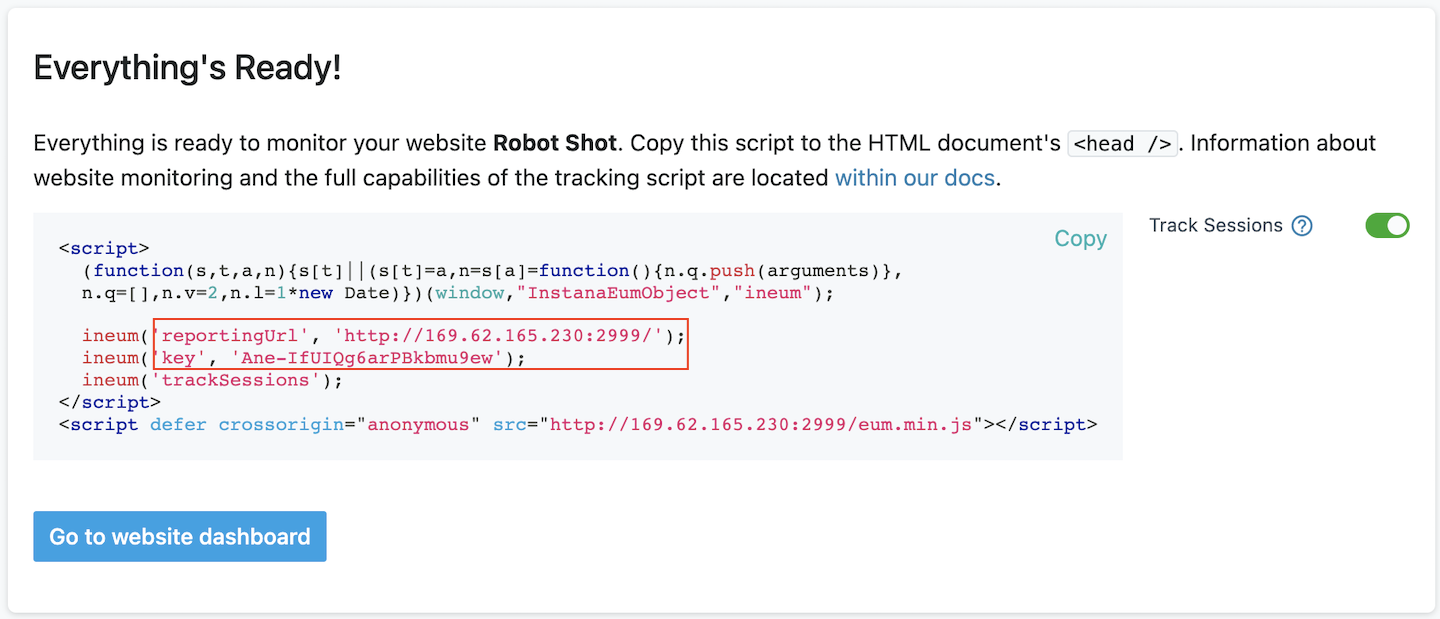 Everything's Ready!
Everything is ready to monitor your website Robot Shot. Copy this script to the HTML document's <head />. Information about
website monitoring and the full capabilities of the tracking script are located within our docs.
Track Sessions ?
Copy
<script>
(function(s,t,a,n){s[t]||(s[t]=a,n=s[a]=function(){n.q.push(arguments)},
n.q=[],n.v=2,n.l=1*new Date)})(window,"InstanaEumObject","ineum");
ineum('reportingUrl', 'http://169.62.165.230:2999/');
ineum('key', 'Ane-IfUIQg6arPBkbmu9ew');
ineum('trackSessions');
</script>
<script defer crossorigin="anonymous" src="http://169.62.165.230:2999/eum.min.js"></script>
Go to website dashboard